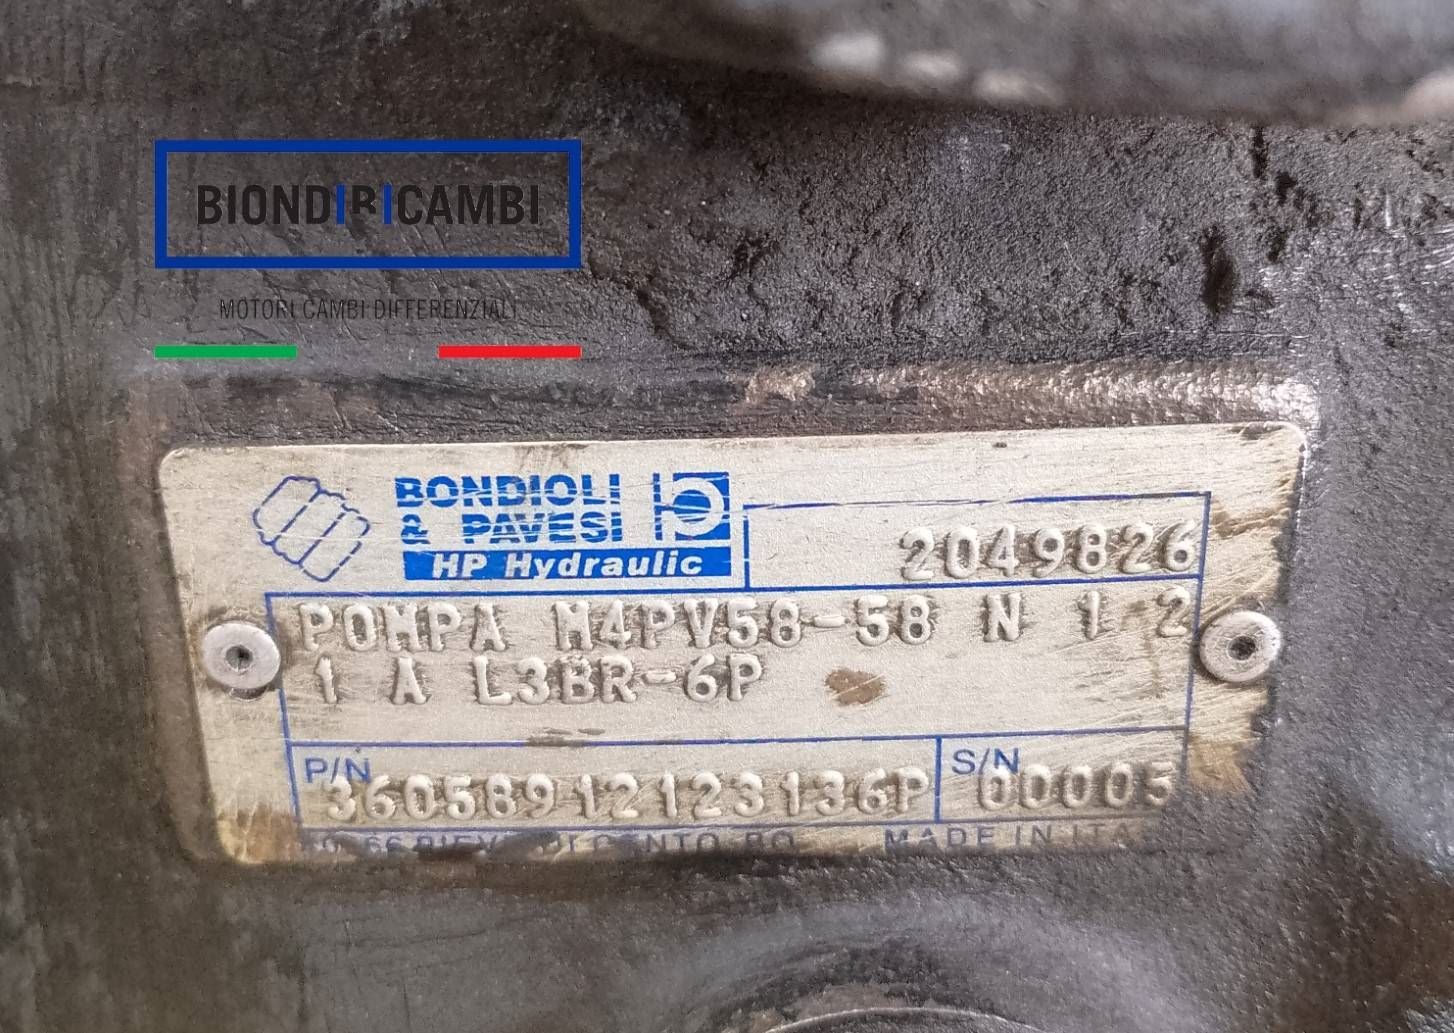 BIONDIRICAMBI
MOTORI CAMBI DIFFERENZIALI
BONDIOLI
& PAVESI
HP Hydraulic
2049826
POMPA M4PV58-58 N 1 2
1 A L3BR-6P
P/N
36058912123136P
S/N
00005
MADE IN